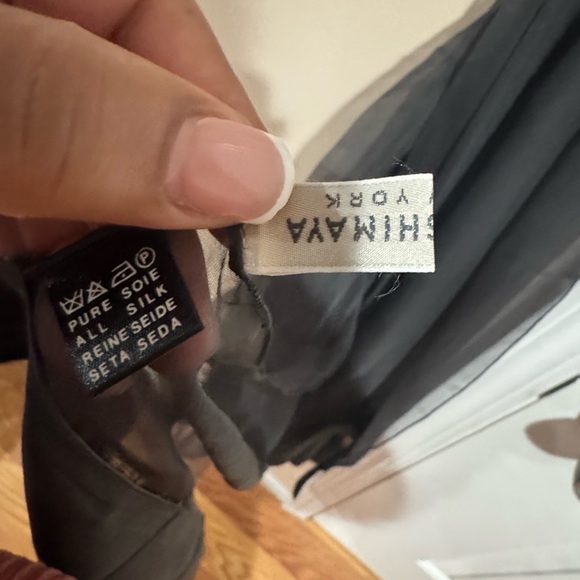 PURE SOIE
ALL SILK
REINE SEIDE
SETA SEDA
SHIMAYA
YORK